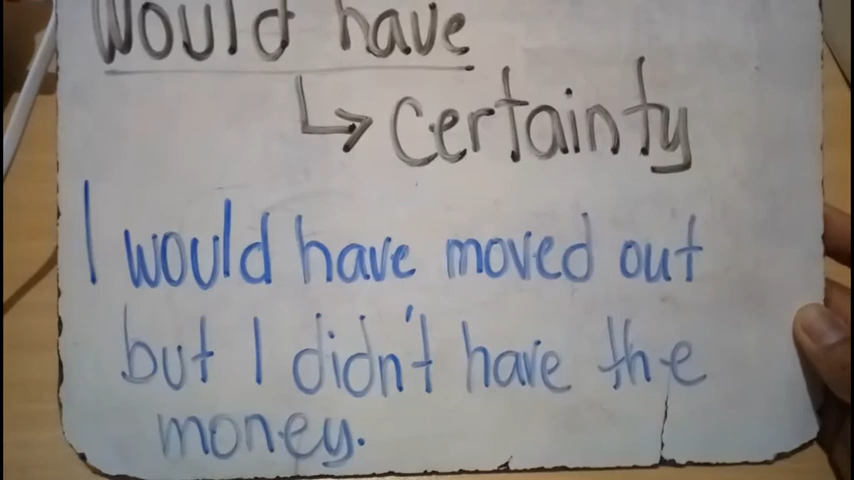 Would have
↳ Certainty
I would have moved out
but I didn't have the
money.